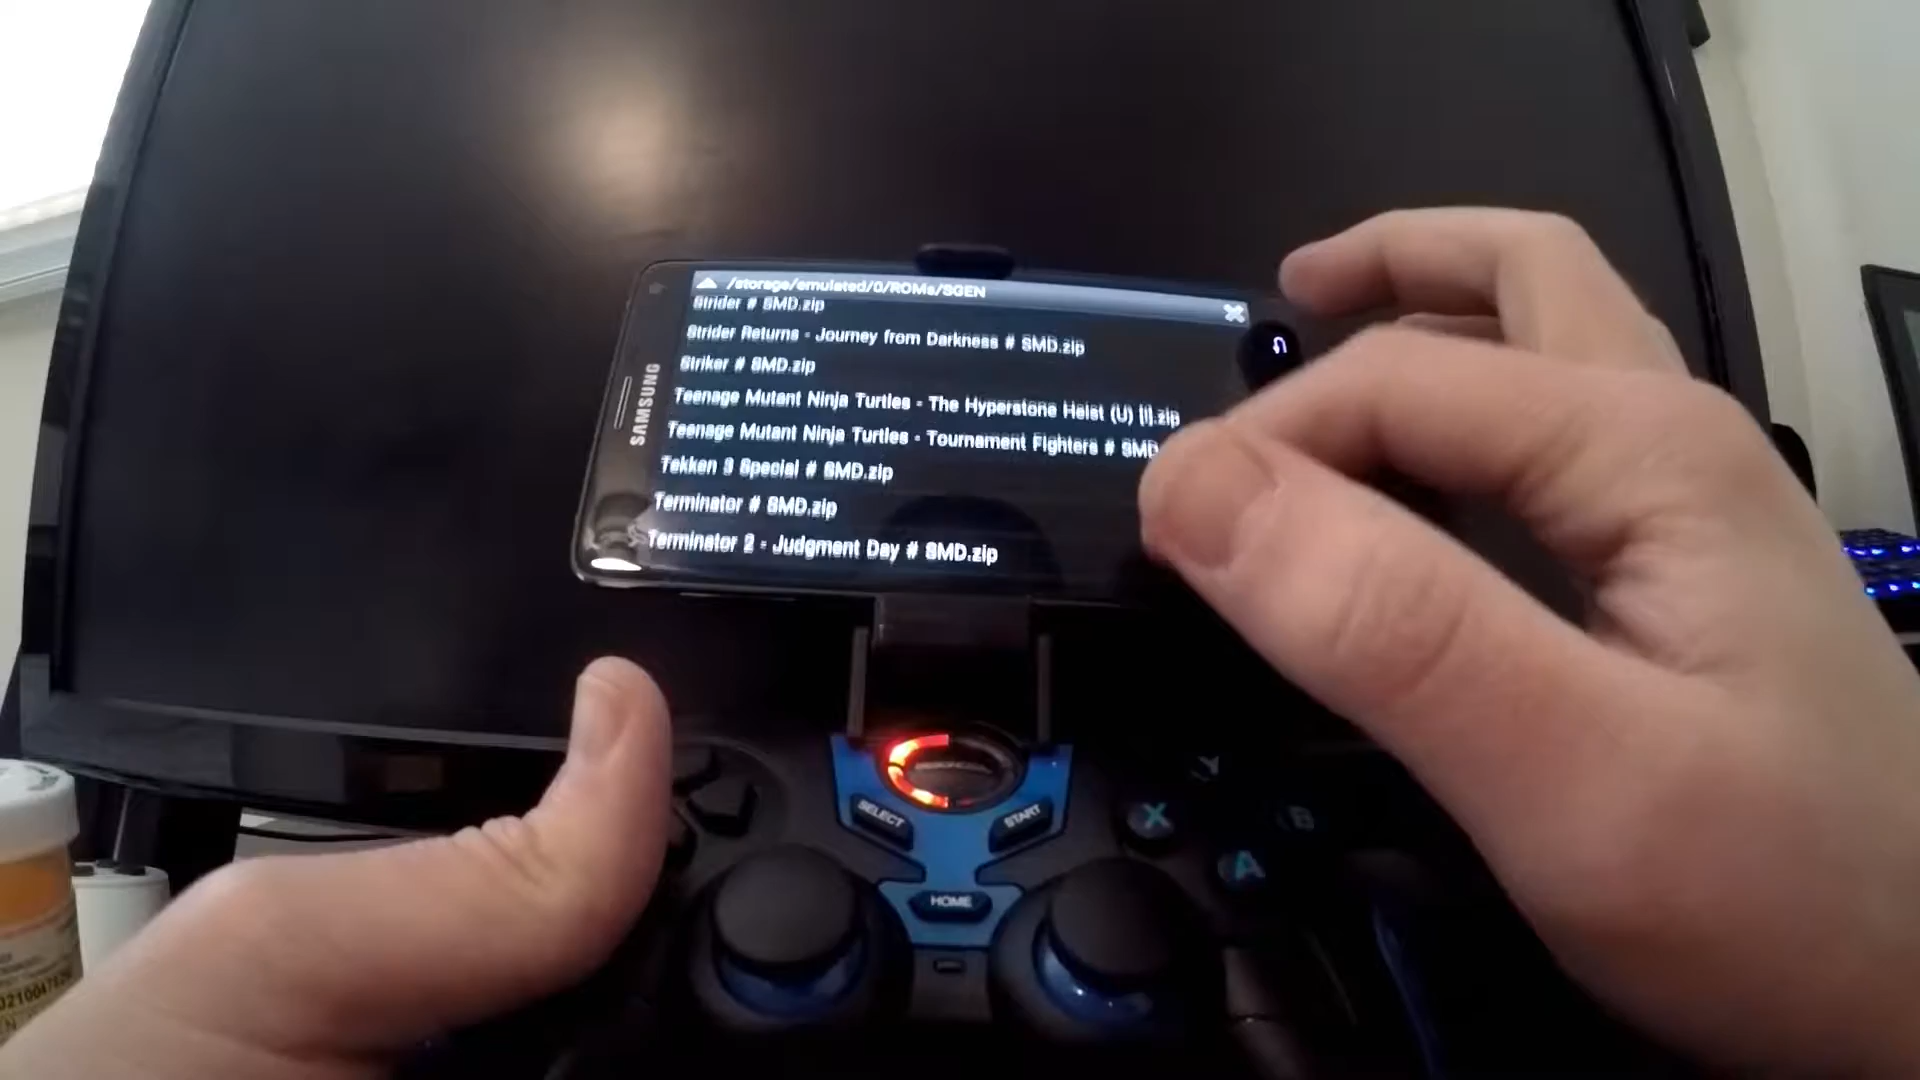 /storage/emulated/0/ROMs/SGEN
Strider # SMD.zip
Strider Returns - Journey from Darkness # SMD.zip
Striker # SMD.zip
Teenage Mutant Ninja Turtles - The Hyperstone Heist (U) [!].zip
Teenage Mutant Ninja Turtles - Tournament Fighters # SMD
Tekken 3 Special # SMD.zip
Terminator # SMD.zip
Terminator 2 - Judgment Day # SMD.zip
SAMSUNG
SELECT
START
HOME
Y
X
B
A